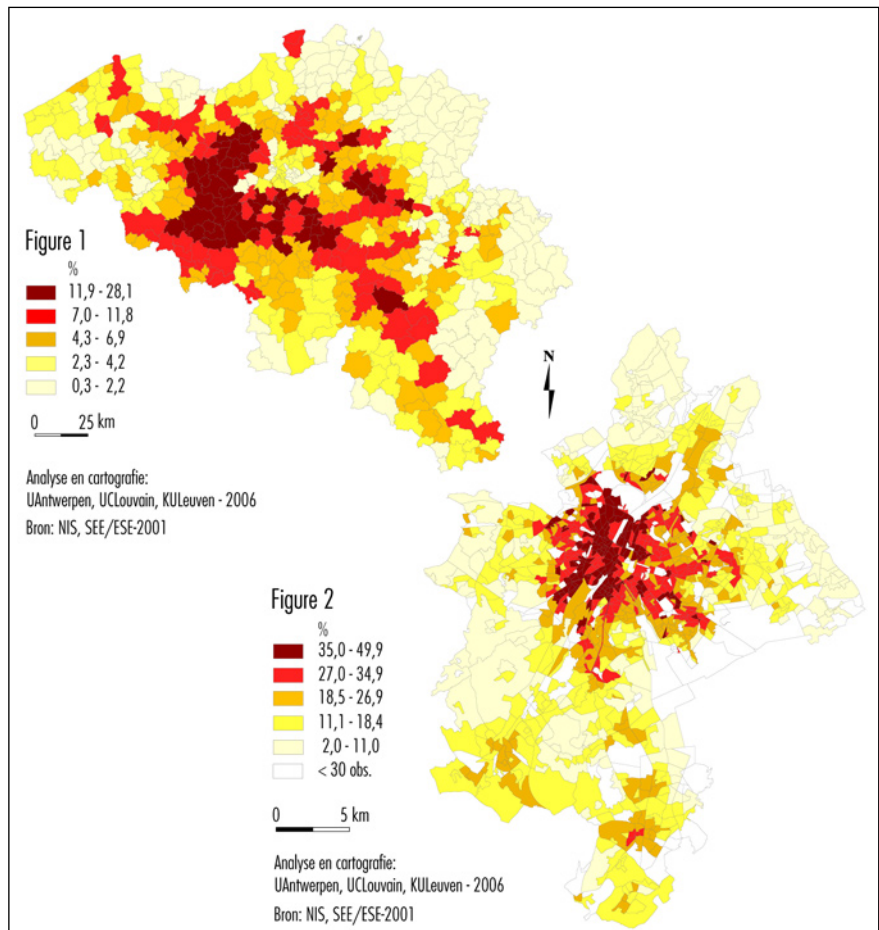 Figure 1
%
11,9 - 28,1
7,0 - 11,8
4,3 - 6,9
2,3 - 4,2
0,3 - 2,2
0 25 km
Analyse en cartografie:
UAntwerpen, UCLouvain, KULeuven - 2006
Bron: NIS, SEE/ESE-2001
N
Figure 2
%
35,0 - 49,9
27,0 - 34,9
18,5 - 26,9
11,1 - 18,4
2,0 - 11,0
< 30 obs.
0 5 km
Analyse en cartografie:
UAntwerpen, UCLouvain, KULeuven - 2006
Bron: NIS, SEE/ESE-2001